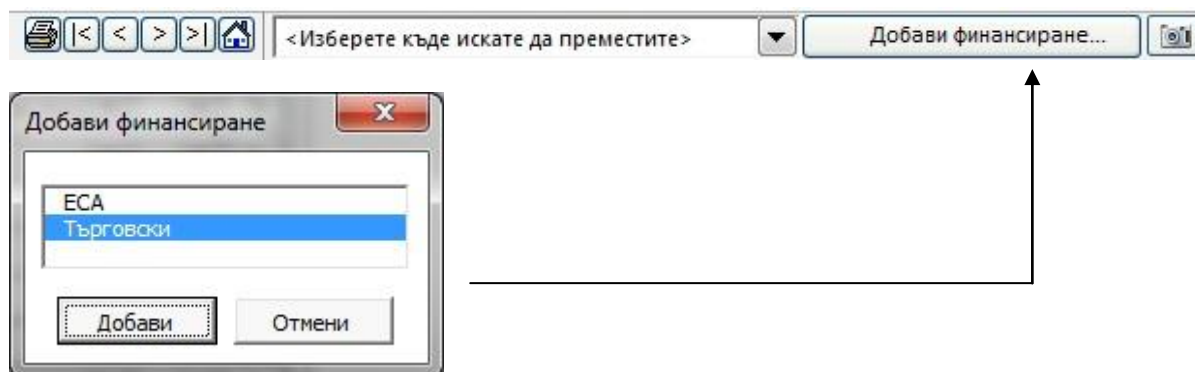 <Изберете къде искате да преместите>
Добави финансиране...
Добави финансиране
ECA
Търговски
Добави
Отмени